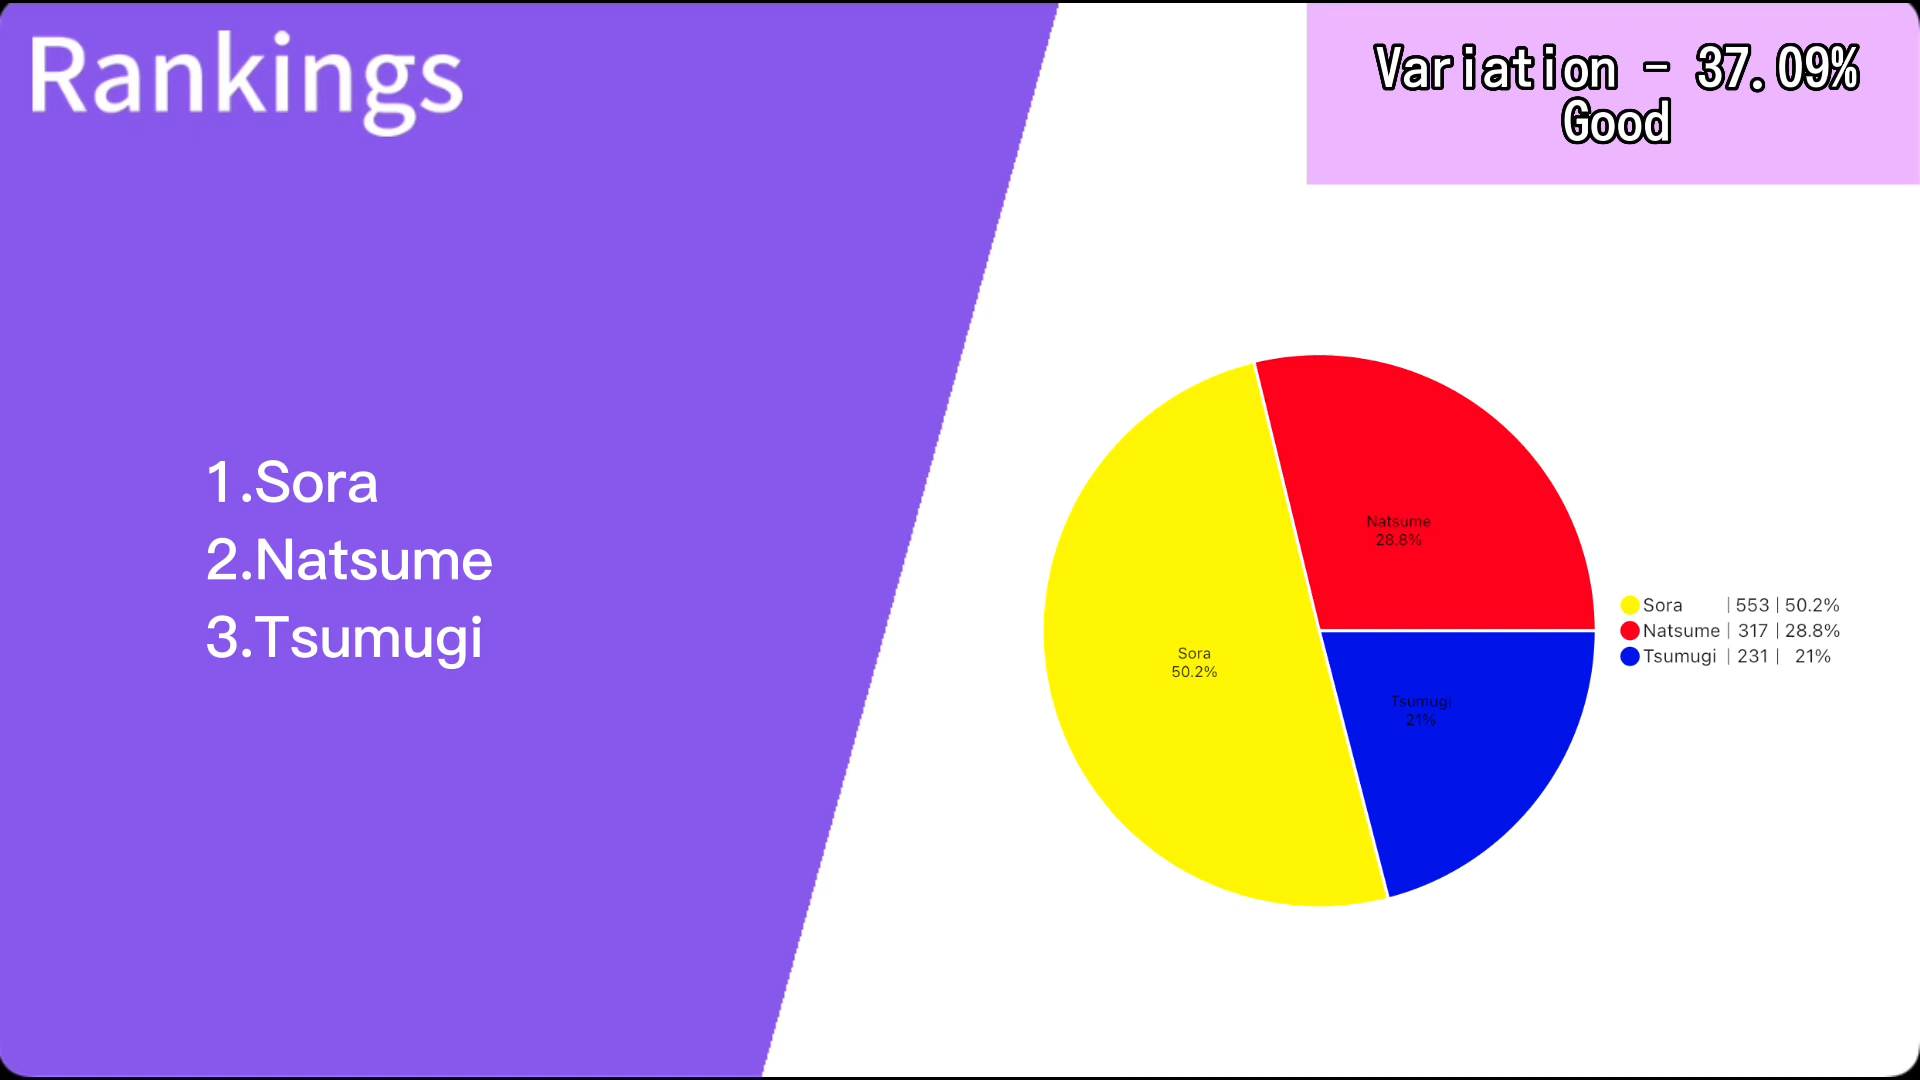 Rankings
Variation - 37.09%
Good
1.Sora
2.Natsume
3.Tsumugi
Natsume
28.8%
Sora
50.2%
Tsumugi
21%
Sora | 553 | 50.2%
Natsume | 317 | 28.8%
Tsumugi | 231 | 21%